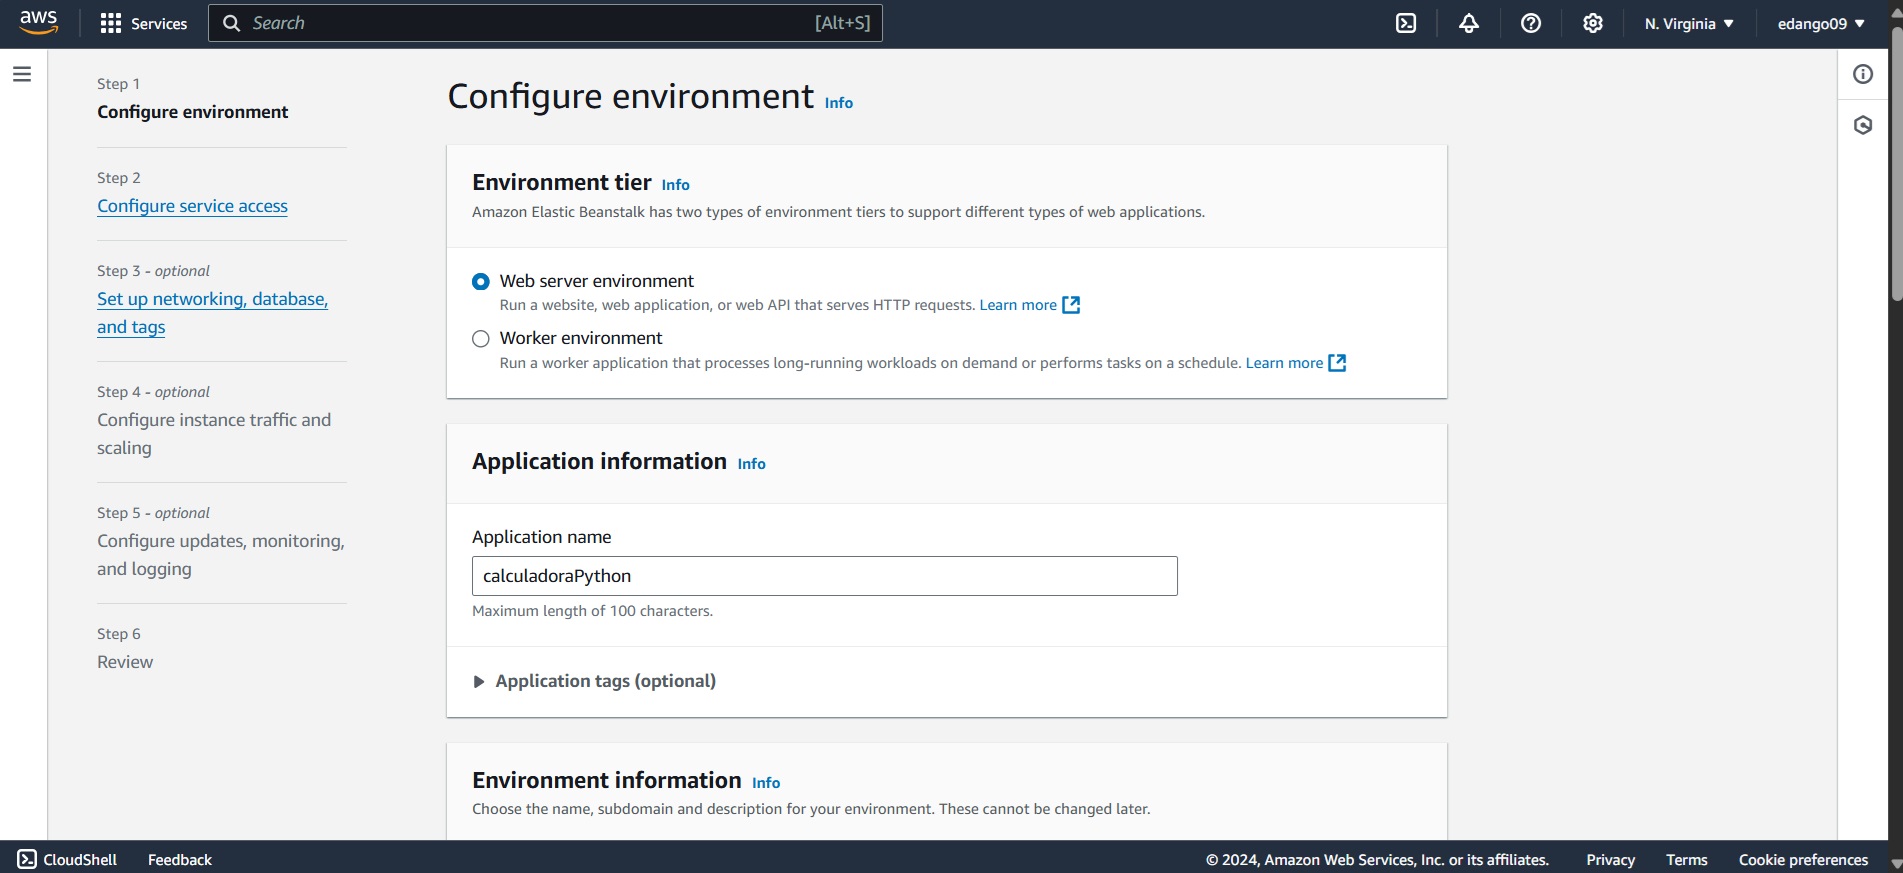 aws
Services
Search
[Alt+S]
N. Virginia
edango09
Step 1
Configure environment
Step 2
Configure service access
Step 3 - optional
Set up networking, database,
and tags
Step 4 - optional
Configure instance traffic and
scaling
Step 5 - optional
Configure updates, monitoring,
and logging
Step 6
Review
Configure environment Info
Environment tier Info
Amazon Elastic Beanstalk has two types of environment tiers to support different types of web applications.
Web server environment
Run a website, web application, or web API that serves HTTP requests. Learn more
Worker environment
Run a worker application that processes long-running workloads on demand or performs tasks on a schedule. Learn more
Application information Info
Application name
calculadoraPython
Maximum length of 100 characters.
Application tags (optional)
Environment information Info
Choose the name, subdomain and description for your environment. These cannot be changed later.
CloudShell
Feedback
© 2024, Amazon Web Services, Inc. or its affiliates.
Privacy
Terms
Cookie preferences